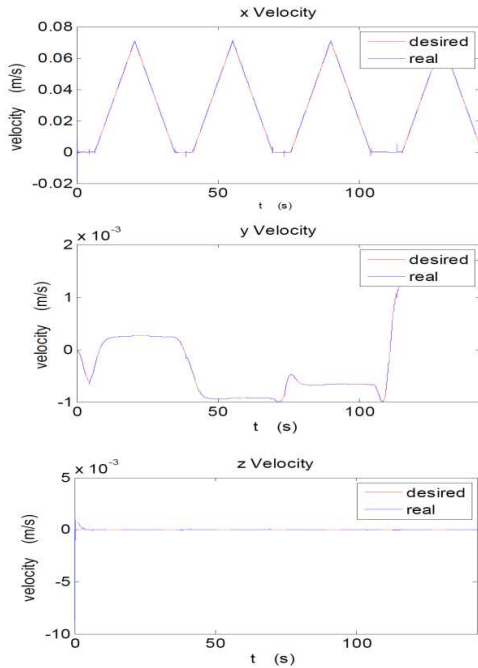 x Velocity
0.08
0.06
0.04
0.02
0
-0.02
velocity (m/s)
desired
real
0
50
100
t (s)
y Velocity
x 10⁻³
2
1
0
-1
velocity (m/s)
desired
real
0
50
100
t (s)
z Velocity
x 10⁻³
5
0
-5
-10
velocity (m/s)
desired
real
0
50
100
t (s)